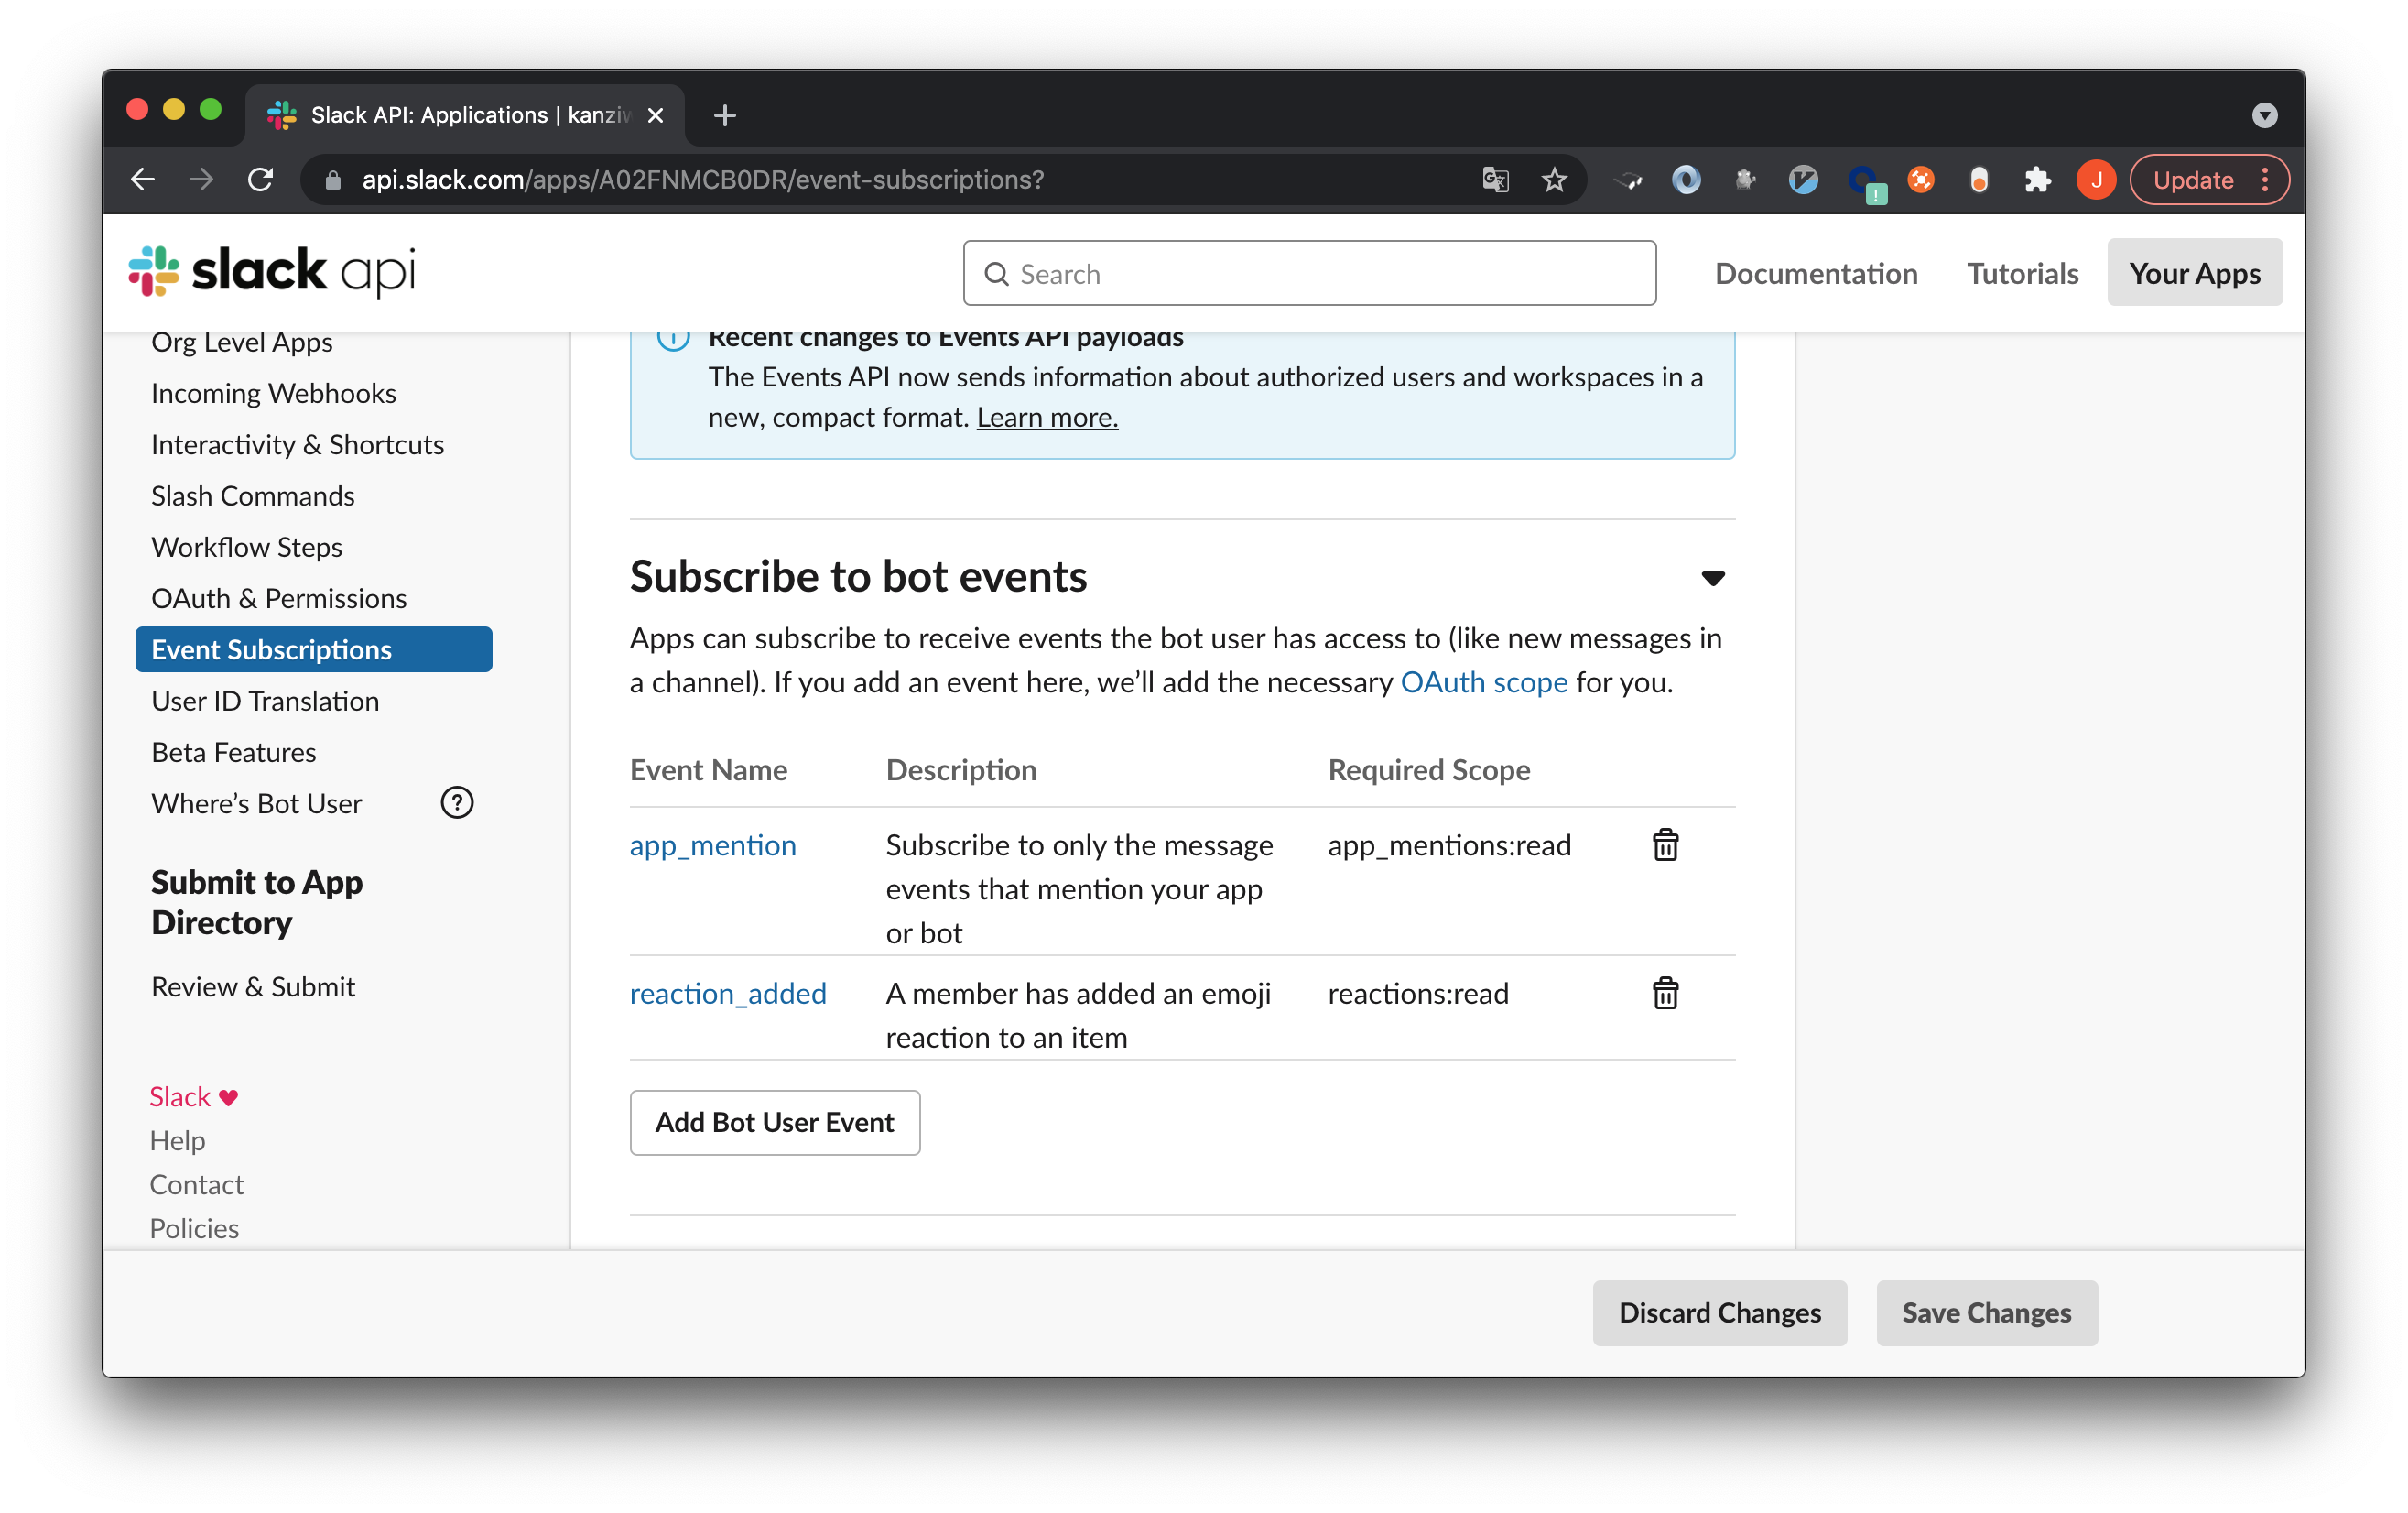 Slack API: Applications | kanziw
api.slack.com/apps/A02FNMCB0DR/event-subscriptions?
J
Update
slack api
Search
Documentation
Tutorials
Your Apps
Org Level Apps
Incoming Webhooks
Interactivity & Shortcuts
Slash Commands
Workflow Steps
OAuth & Permissions
Event Subscriptions
User ID Translation
Beta Features
Where’s Bot User
?
Submit to App
Directory
Review & Submit
Slack ♥
Help
Contact
Policies
Recent changes to Events API payloads
The Events API now sends information about authorized users and workspaces in a
new, compact format. Learn more.
Subscribe to bot events
Apps can subscribe to receive events the bot user has access to (like new messages in
a channel). If you add an event here, we’ll add the necessary OAuth scope for you.
Event Name Description Required Scope
app_mention Subscribe to only the message app_mentions:read
events that mention your app
or bot
reaction_added A member has added an emoji reactions:read
reaction to an item
Add Bot User Event
Discard Changes
Save Changes